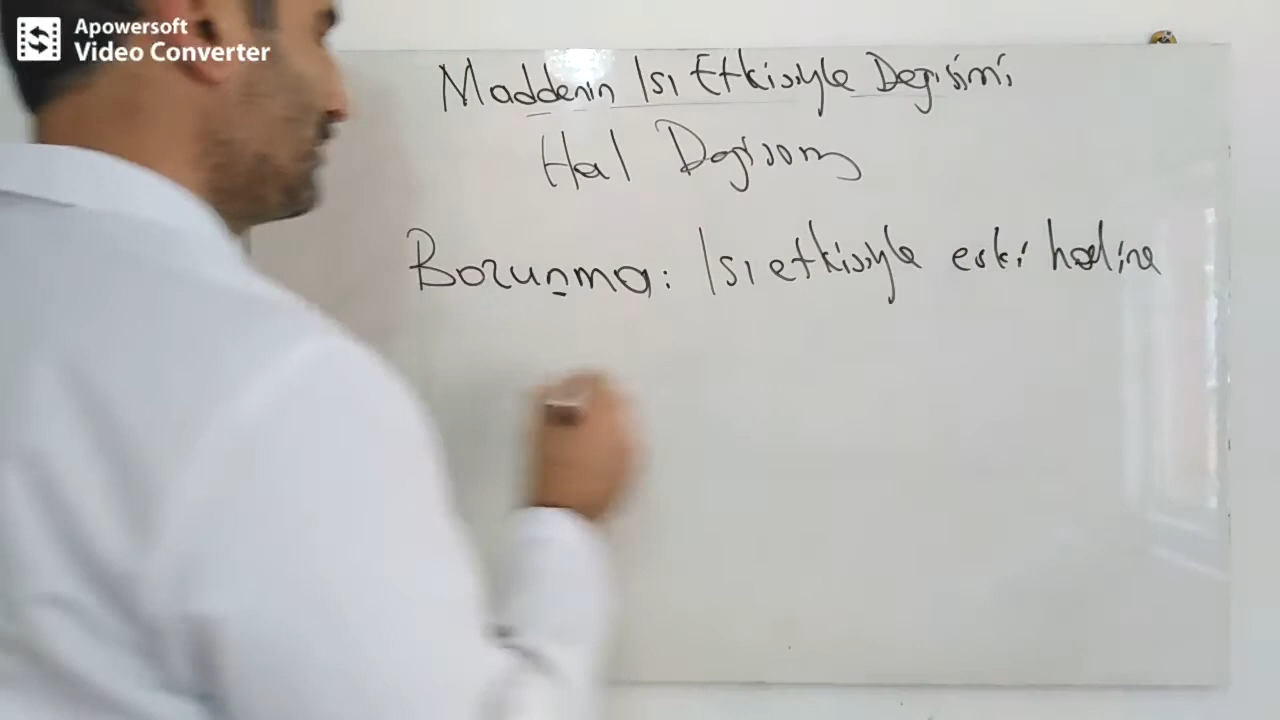 Apowersoft
Video Converter
Maddenin Isı Etkisiyle Değişimi
Hal Değişimi
Bozunma: Isı etkisiyle eski haline